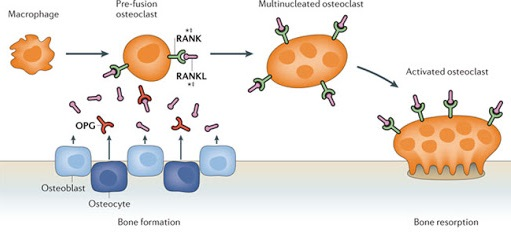 Macrophage
Pre-fusion
osteoclast
Multinucleated osteoclast
RANK
RANKL
Activated osteoclast
OPG
Osteoblast
Osteocyte
Bone formation
Bone resorption